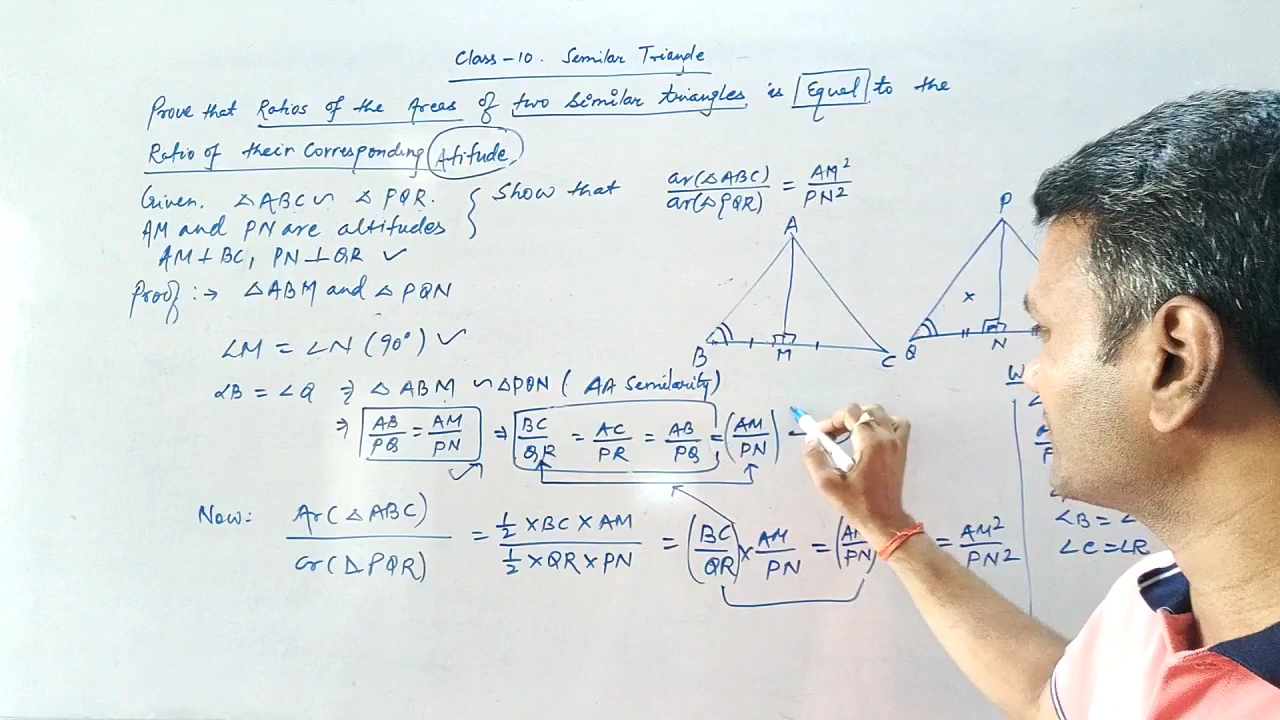 Class-10. Semilar Triangle
Prove that Ratios of the Areas of two Similar triangles is Equal to the
Ratio of their Corresponding Atitude
Given. △ABC ∽ △PQR. Show that ar(△ABC)/ar(△PQR) = AM²/PN²
AM and PN are altitudes
AM ⊥ BC, PN ⊥ QR ✓
Proof :→ △ABM and △PQN
∠M = ∠N (90°) ✓
∠B = ∠Q ⇒ △ABM ∽ △PQN (AA Semilarity)
⇒ AB/PQ = AM/PN ⇒ BC/QR = AC/PR = AB/PQ = (AM/PN)
Now: Ar(△ABC)/ar(△PQR) = ½×BC×AM / ½×QR×PN = (BC/QR) × AM/PN = (AM/PN) = AM²/PN²
A
B
M
C
P
x
Q
N
W
∠B = ∠
∠C = ∠R